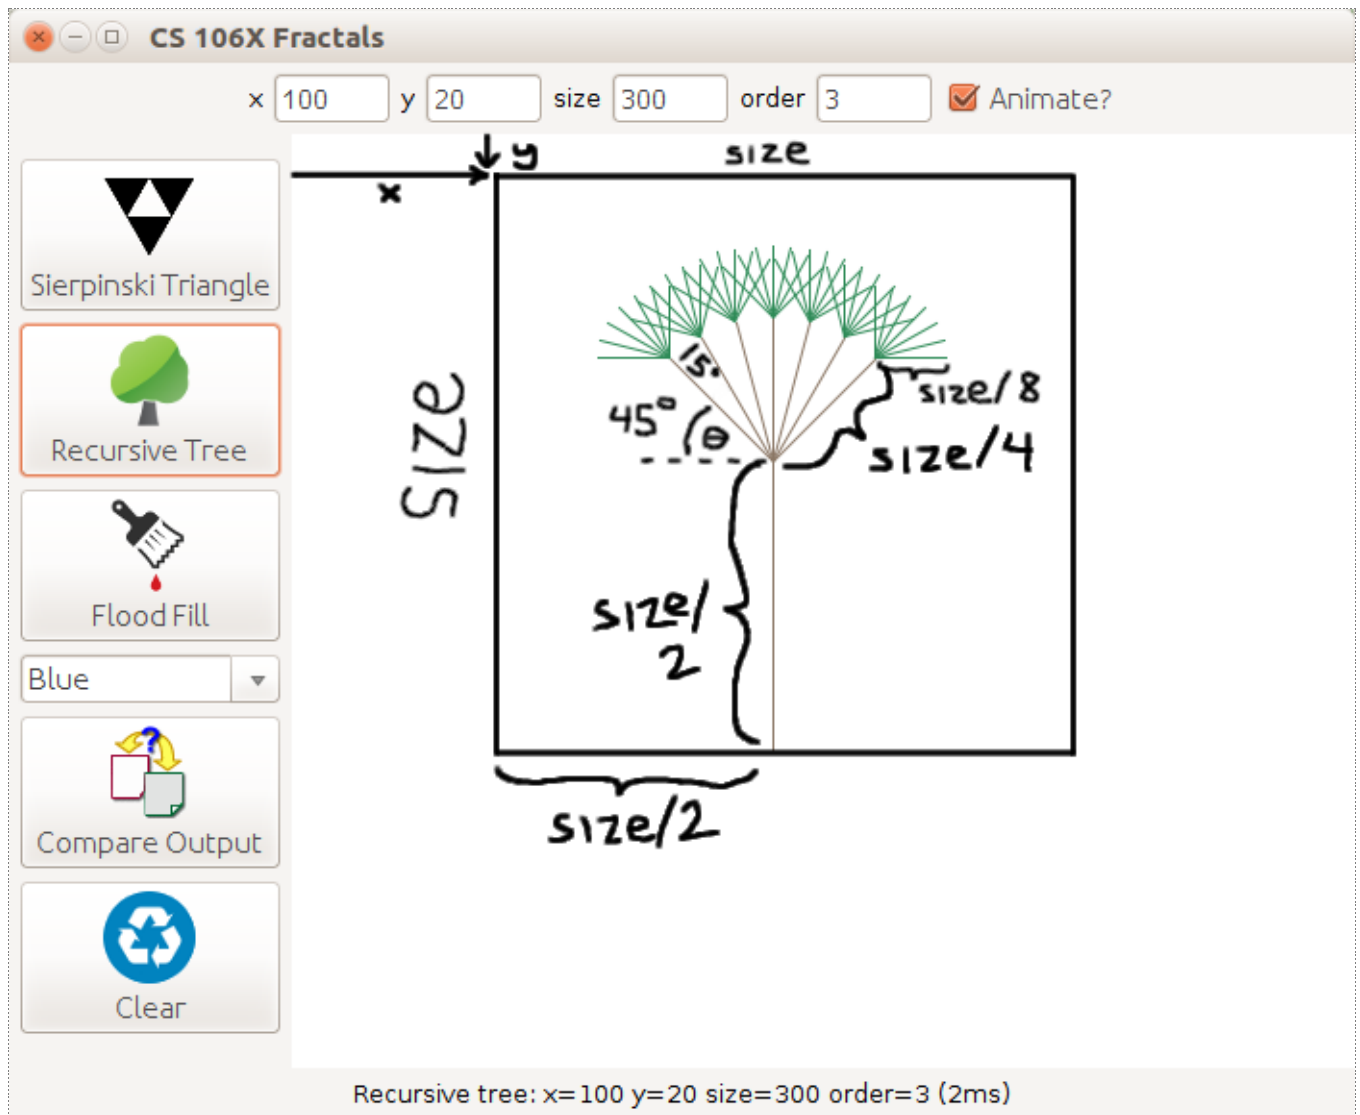 CS 106X Fractals
x 100 y 20 size 300 order 3 Animate?
y size
x
Sierpinski Triangle
15°
size/8
45° θ
size/4
size
Recursive Tree
size/
2
Flood Fill
Blue
?
size/2
Compare Output
Clear
Recursive tree: x=100 y=20 size=300 order=3 (2ms)